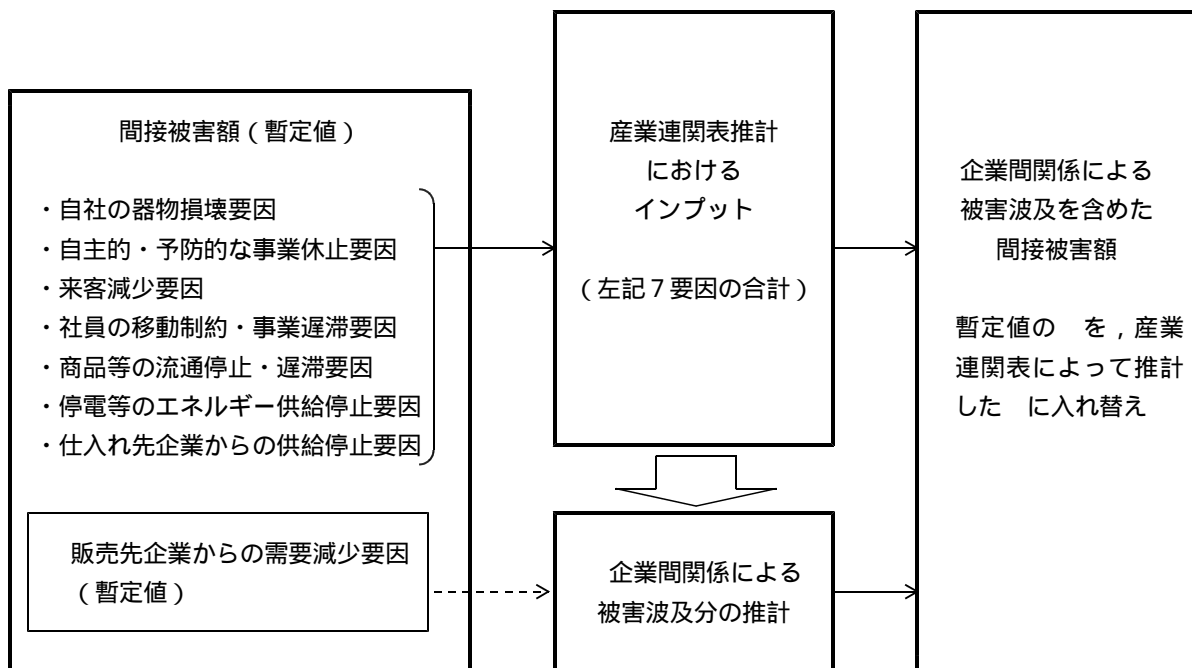 間接被害額（暫定値）
・自社の器物損壊要因
・自主的・予防的な事業休止要因
・来客減少要因
・社員の移動制約・事業遅滞要因
・商品等の流通停止・遅滞要因
・停電等のエネルギー供給停止要因
・仕入れ先企業からの供給停止要因
販売先企業からの需要減少要因
（暫定値）
産業連関表推計
における
インプット
（左記７要因の合計）
企業間関係による
被害波及分の推計
企業間関係による
被害波及を含めた
間接被害額
暫定値の　を，産業
連関表によって推計
した　に入れ替え